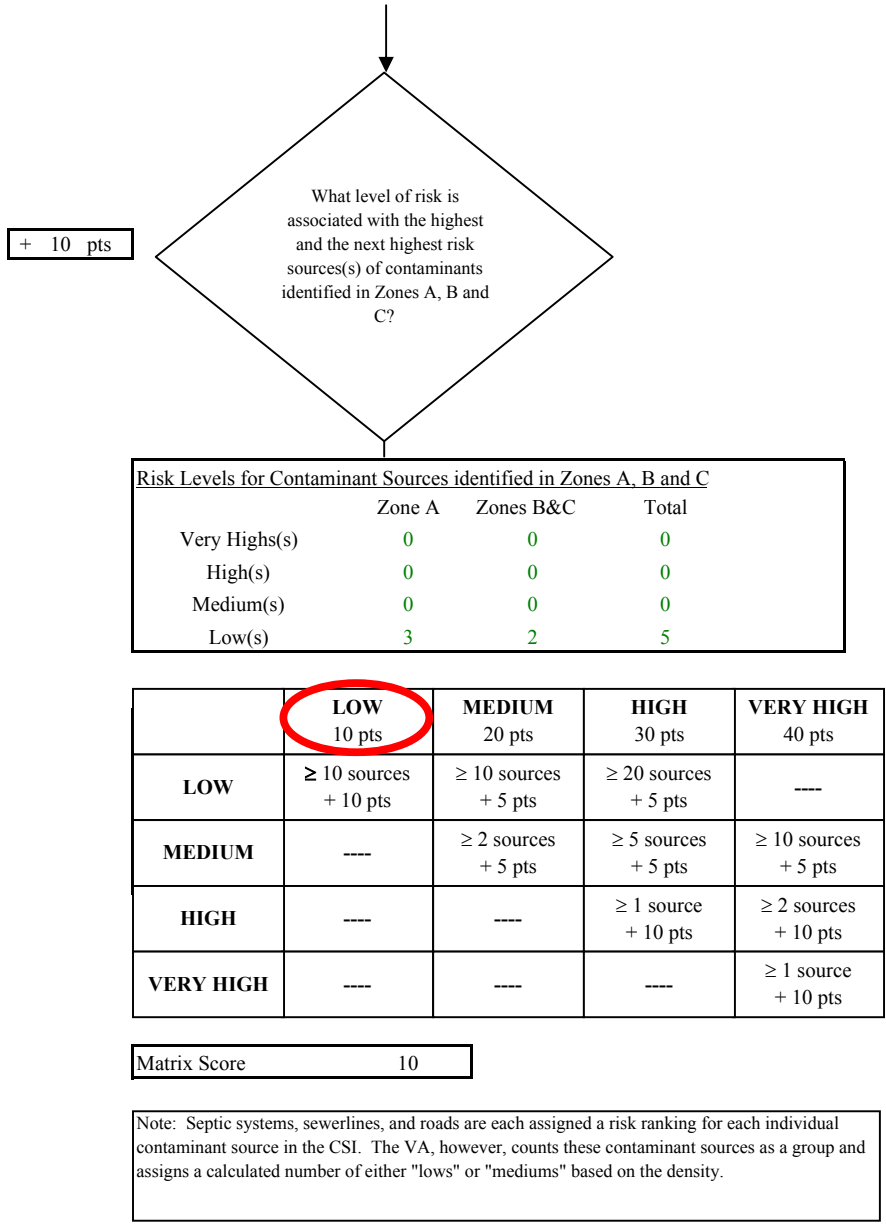 What level of risk is
associated with the highest
and the next highest risk
sources(s) of contaminants
identified in Zones A, B and
C?
+ 10 pts
Risk Levels for Contaminant Sources identified in Zones A, B and C
Zone A Zones B&C Total
Very Highs(s) 0 0 0
High(s) 0 0 0
Medium(s) 0 0 0
Low(s) 3 2 5
LOW MEDIUM HIGH VERY HIGH
10 pts 20 pts 30 pts 40 pts
LOW ≥ 10 sources ≥ 10 sources ≥ 20 sources ----
+ 10 pts + 5 pts + 5 pts
MEDIUM ---- ≥ 2 sources ≥ 5 sources ≥ 10 sources
+ 5 pts + 5 pts + 5 pts
HIGH ---- ---- ≥ 1 source ≥ 2 sources
+ 10 pts + 10 pts
VERY HIGH ---- ---- ---- ≥ 1 source
+ 10 pts
Matrix Score 10
Note: Septic systems, sewerlines, and roads are each assigned a risk ranking for each individual
contaminant source in the CSI. The VA, however, counts these contaminant sources as a group and
assigns a calculated number of either "lows" or "mediums" based on the density.